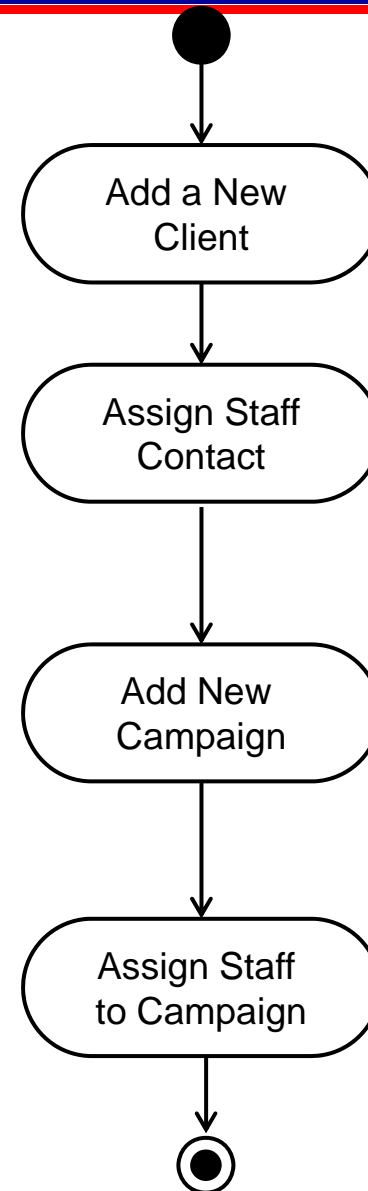 Add a New
Client
Assign Staff
Contact
Add New
Campaign
Assign Staff
to Campaign